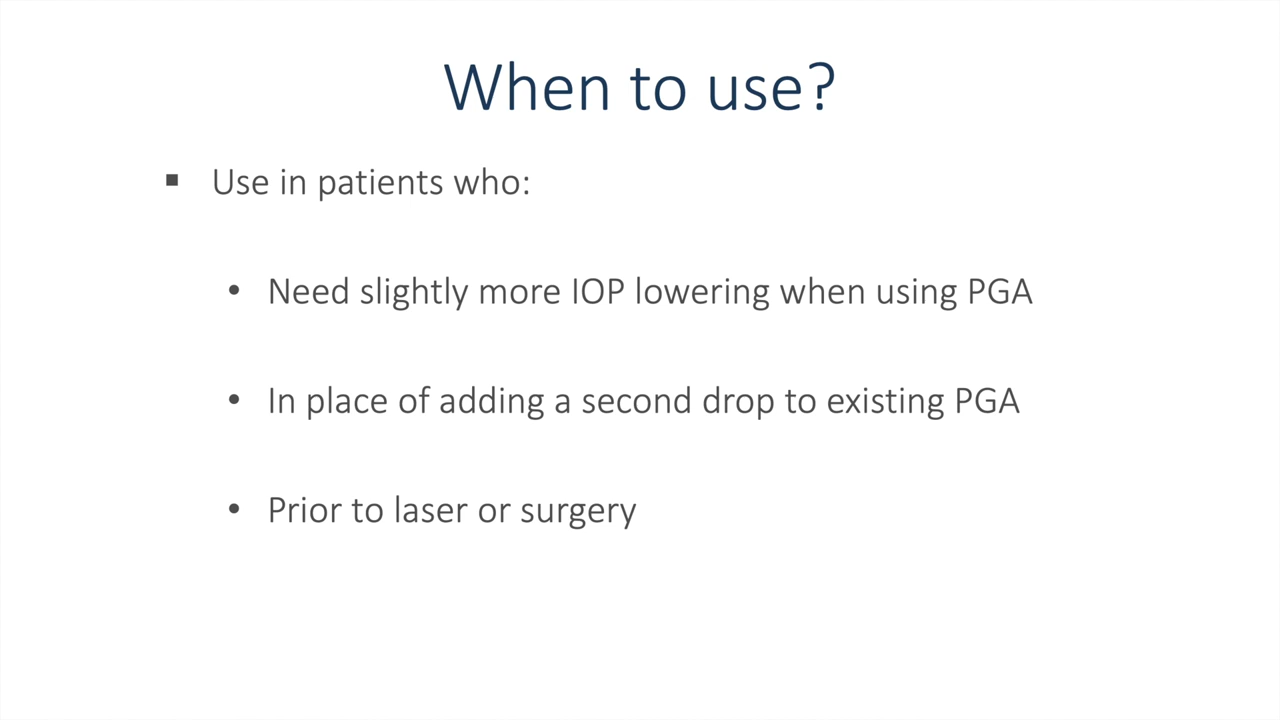 When to use?
▪ Use in patients who:
• Need slightly more IOP lowering when using PGA
• In place of adding a second drop to existing PGA
• Prior to laser or surgery